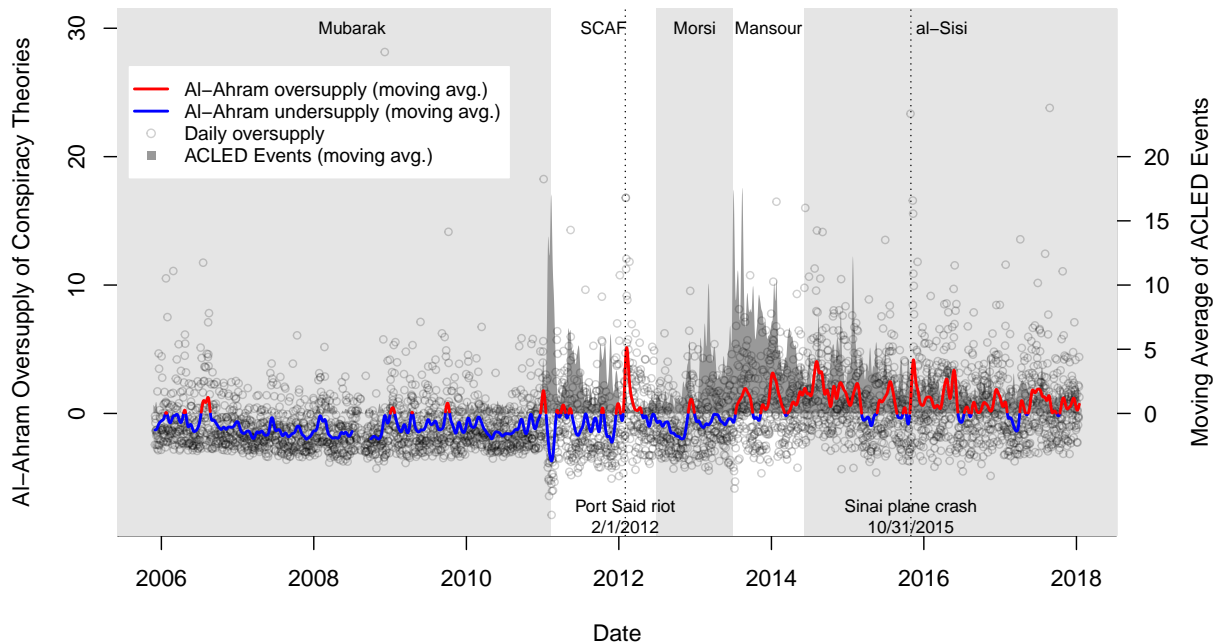 Mubarak
SCAF
Morsi
Mansour
al−Sisi
Al−Ahram oversupply (moving avg.)
Al−Ahram undersupply (moving avg.)
Daily oversupply
ACLED Events (moving avg.)
Al−Ahram Oversupply of Conspiracy Theories
30
20
10
0
Moving Average of ACLED Events
20
15
10
5
0
Port Said riot
2/1/2012
Sinai plane crash
10/31/2015
2006
2008
2010
2012
2014
2016
2018
Date